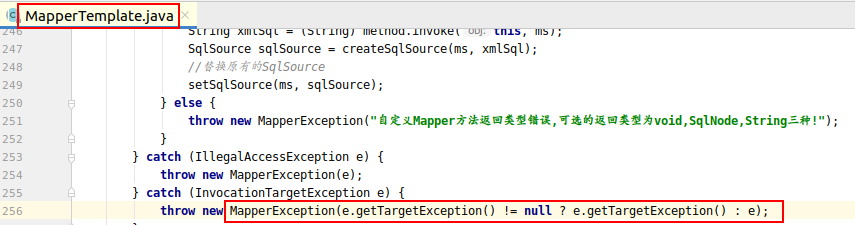 MapperTemplate.java ×
246 String xmlSql = (String) method.invoke( obj: this, ms);
247 SqlSource sqlSource = createSqlSource(ms, xmlSql);
248 //替换原有的SqlSource
249 setSqlSource(ms, sqlSource);
250 } else {
251 throw new MapperException("自定义Mapper方法返回类型错误,可选的返回类型为void,SqlNode,String三种!");
252 }
253 } catch (IllegalAccessException e) {
254 throw new MapperException(e);
255 } catch (InvocationTargetException e) {
256 throw new MapperException(e.getTargetException() != null ? e.getTargetException() : e);